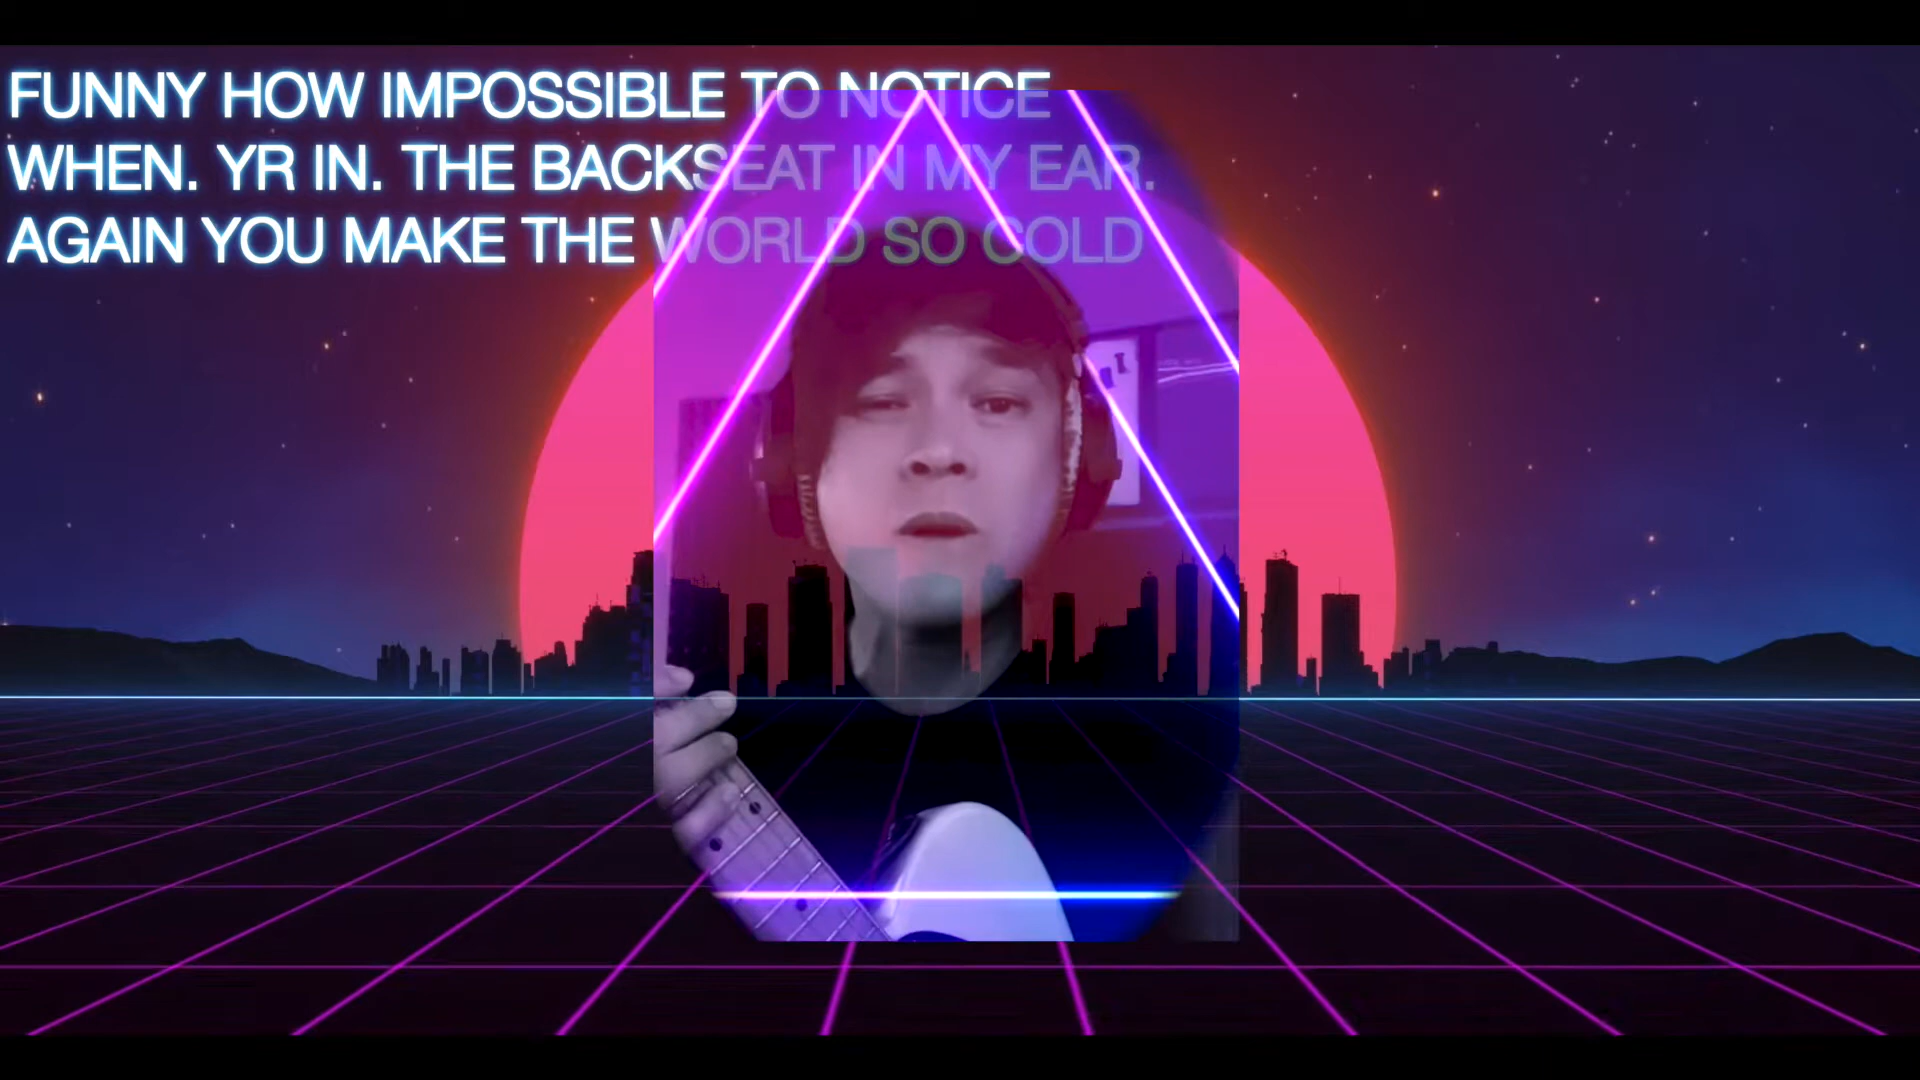 FUNNY HOW IMPOSSIBLE TO NOTICE
WHEN. YR IN. THE BACKSEAT IN MY EAR.
AGAIN YOU MAKE THE WORLD SO COLD